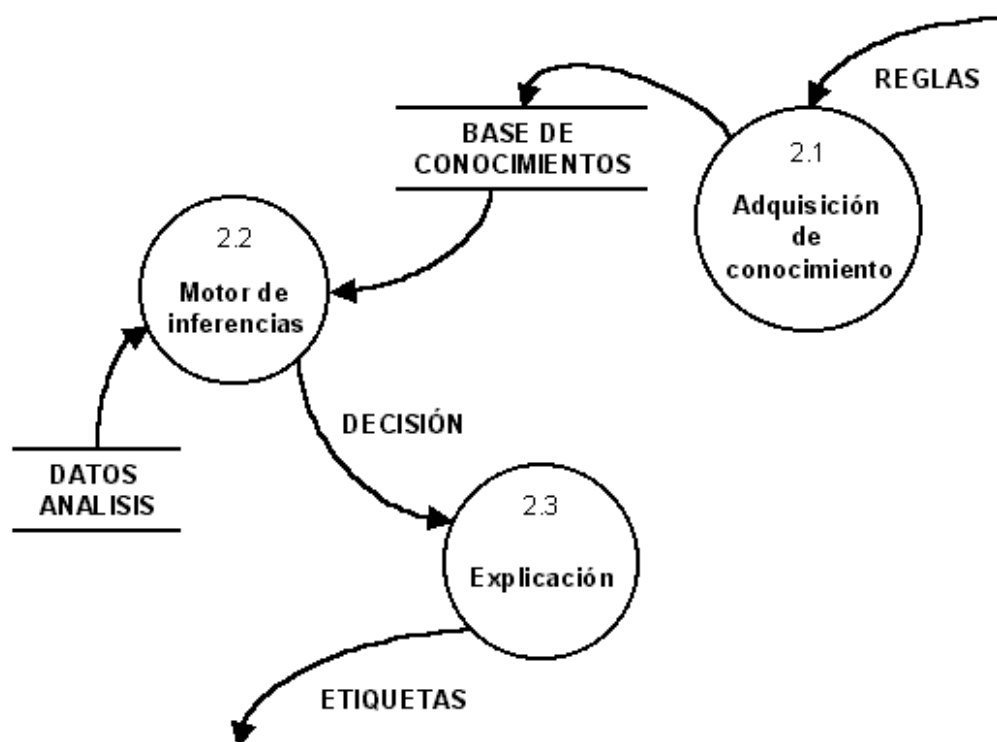 REGLAS
BASE DE
CONOCIMIENTOS
2.1
Adquisición
de
conocimiento
2.2
Motor de
inferencias
DECISIÓN
DATOS
ANALISIS
2.3
Explicación
ETIQUETAS